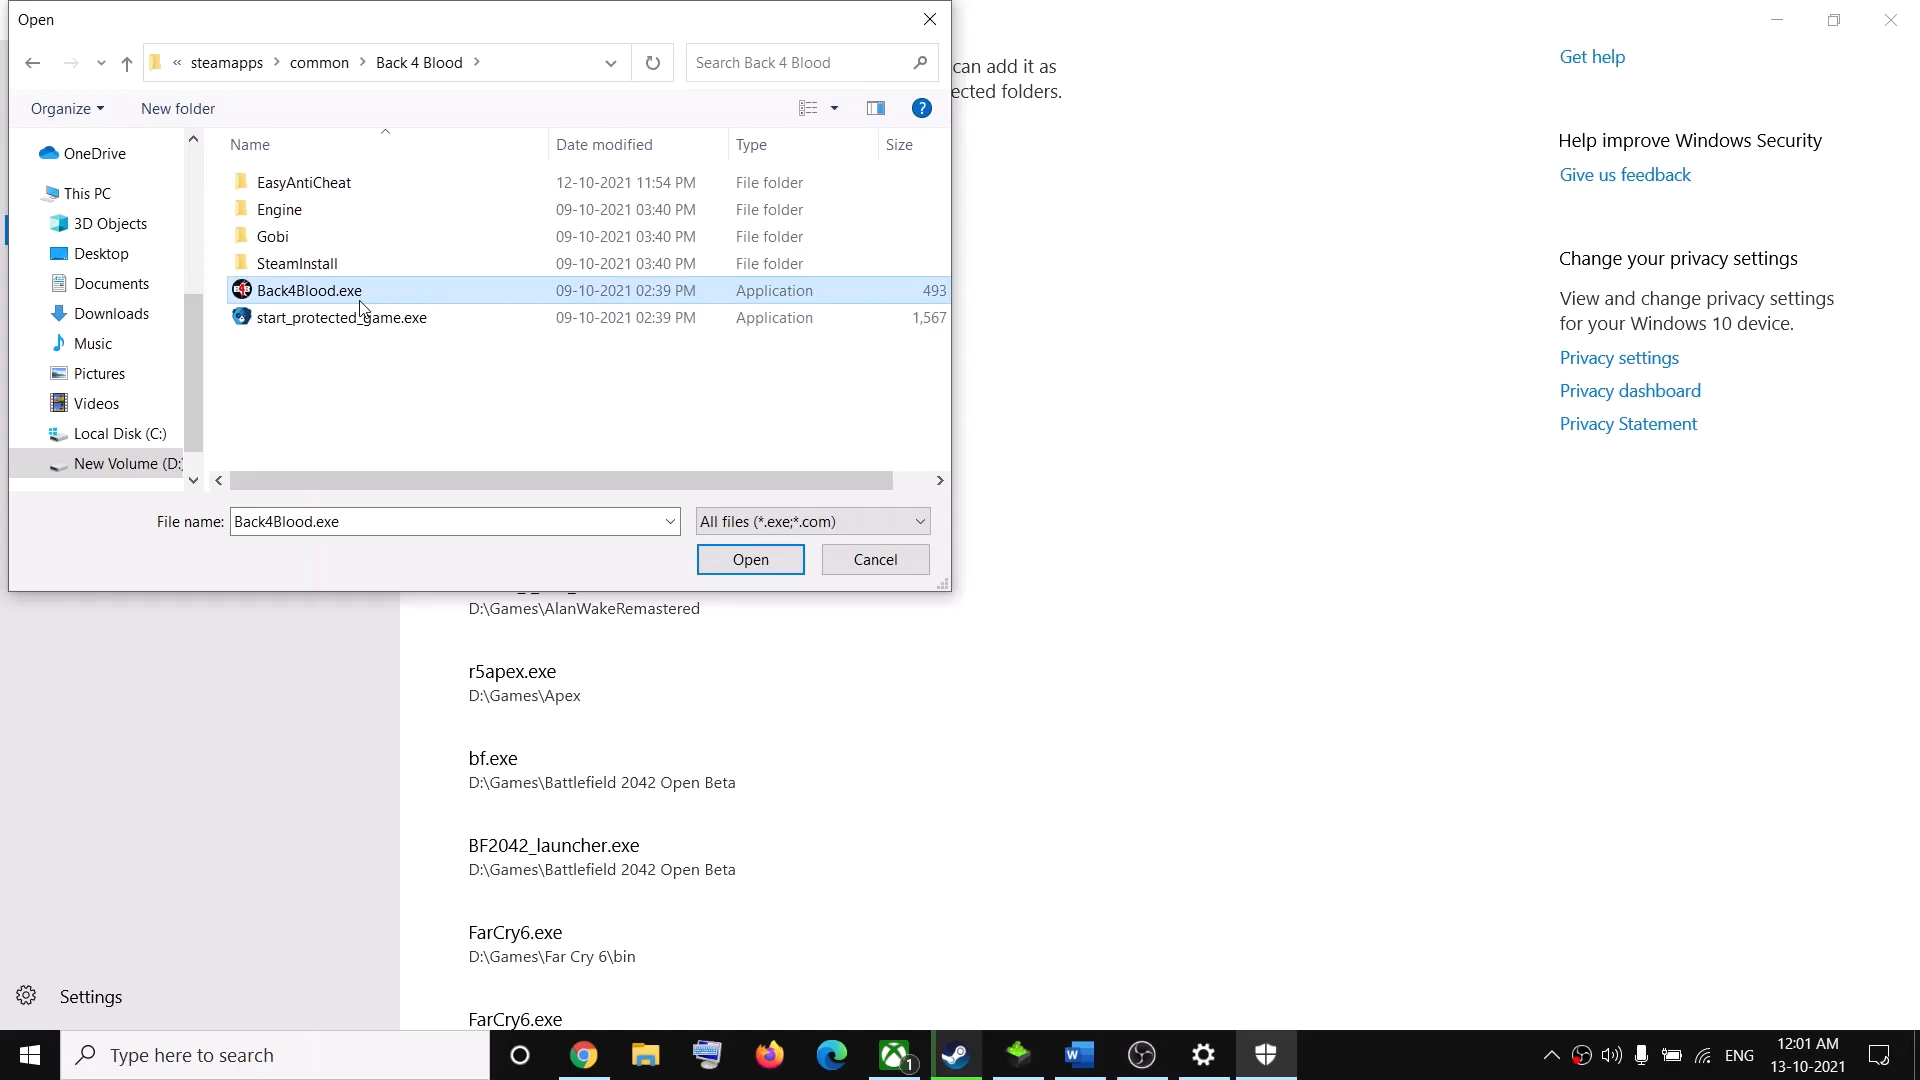 Open
« steamapps > common > Back 4 Blood >
Search Back 4 Blood
Organize
New folder
?
OneDrive
This PC
3D Objects
Desktop
Documents
Downloads
Music
Pictures
Videos
Local Disk (C:)
New Volume (D:
Name Date modified Type Size
EasyAntiCheat 12-10-2021 11:54 PM File folder
Engine 09-10-2021 03:40 PM File folder
Gobi 09-10-2021 03:40 PM File folder
SteamInstall 09-10-2021 03:40 PM File folder
Back4Blood.exe 09-10-2021 02:39 PM Application 493
start_protected_game.exe 09-10-2021 02:39 PM Application 1,567
File name: Back4Blood.exe
All files (*.exe;*.com)
Open
Cancel
can add it as
ected folders.
D:\Games\AlanWakeRemastered
r5apex.exe
D:\Games\Apex
bf.exe
D:\Games\Battlefield 2042 Open Beta
BF2042_launcher.exe
D:\Games\Battlefield 2042 Open Beta
FarCry6.exe
D:\Games\Far Cry 6\bin
FarCry6.exe
Get help
Help improve Windows Security
Give us feedback
Change your privacy settings
View and change privacy settings
for your Windows 10 device.
Privacy settings
Privacy dashboard
Privacy Statement
Settings
Type here to search
1
ENG
12:01 AM
13-10-2021